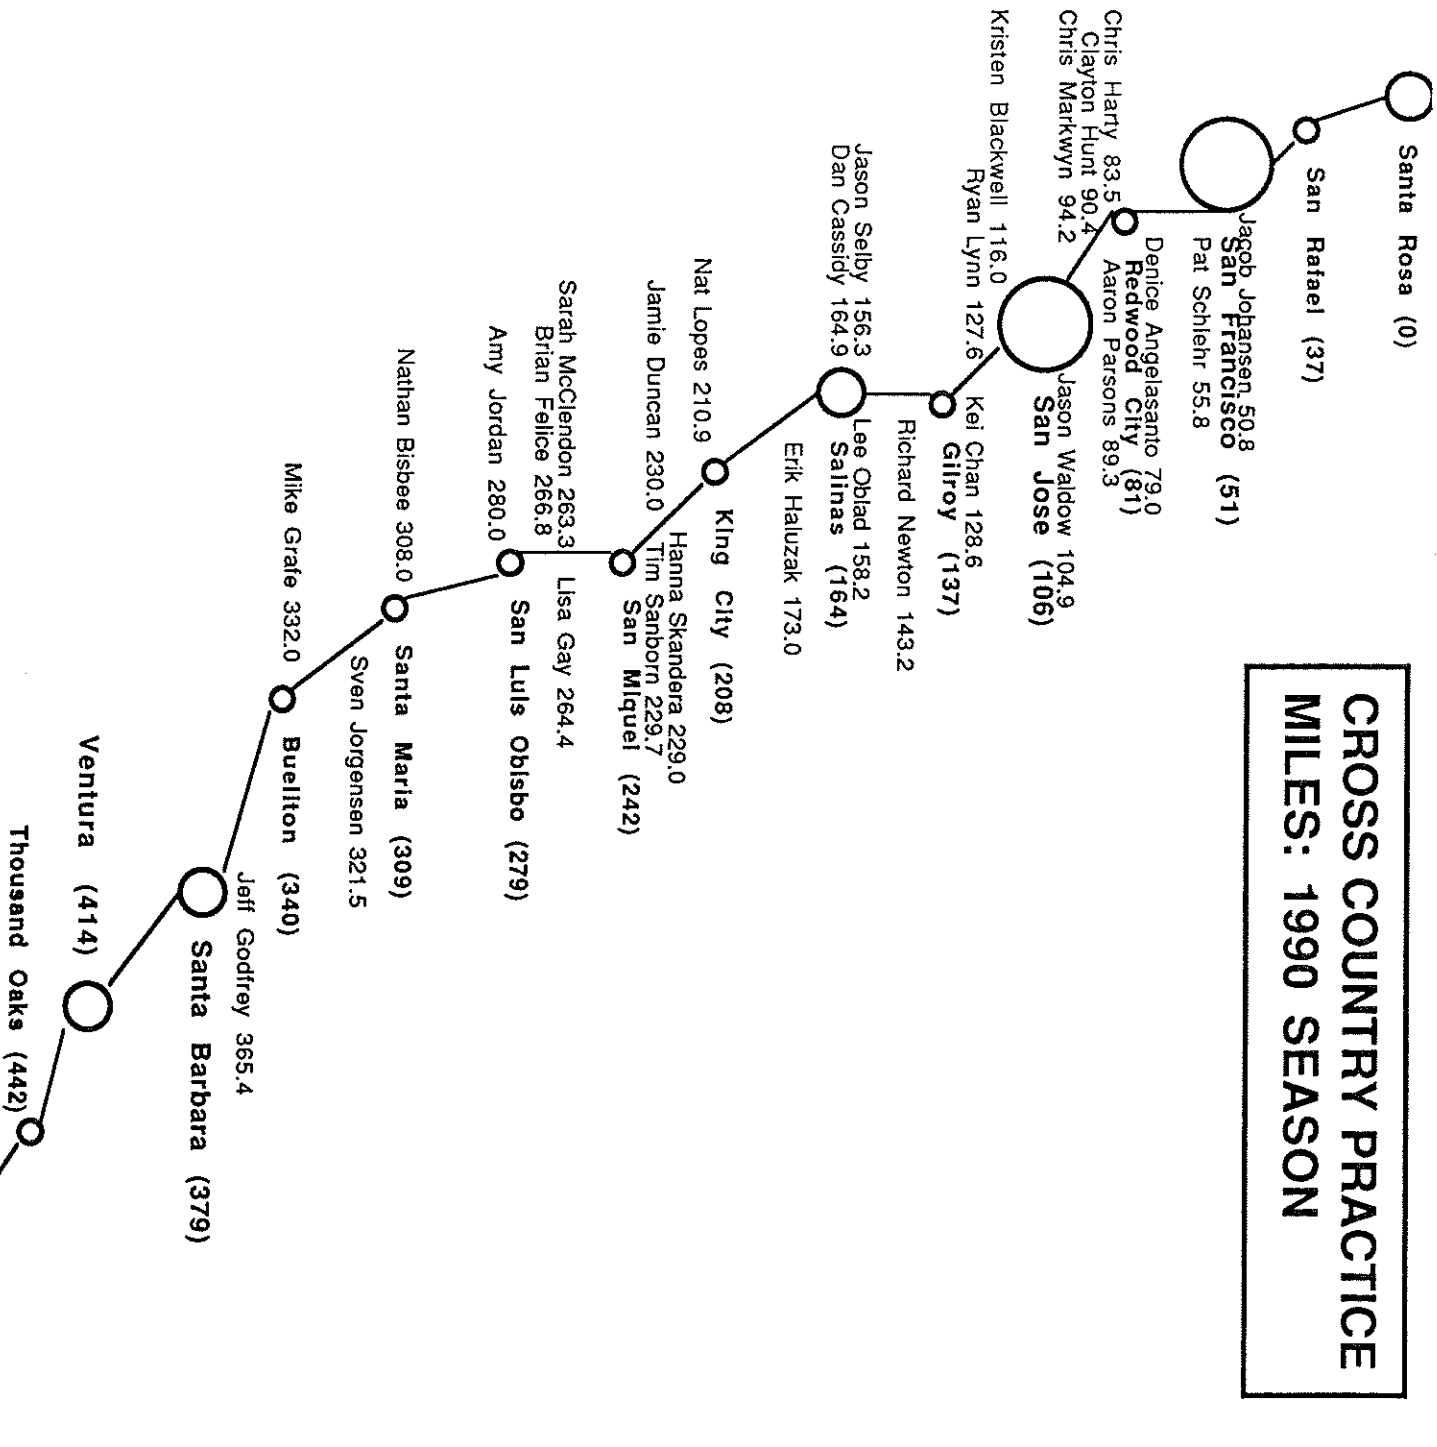 CROSS COUNTRY PRACTICE
MILES: 1990 SEASON
Santa Rosa (0)
San Rafael (37)
Jacob Johansen 50.8
San Francisco (51)
Pat Schlehr 55.8
Denice Angelasanto 79.0
Redwood City (81)
Chris Harty 83.5
Aaron Parsons 89.3
Clayton Hunt 90.4
Chris Markwyn 94.2
Jason Waldow 104.9
San Jose (106)
Kristen Blackwell 116.0
Ryan Lynn 127.6
Kei Chan 128.6
Gilroy (137)
Richard Newton 143.2
Jason Selby 156.3
Lee Oblad 158.2
Dan Cassidy 164.9
Salinas (164)
Erik Haluzak 173.0
King City (208)
Nat Lopes 210.9
Hanna Skandera 229.0
Tim Sanborn 229.7
Jamie Duncan 230.0
San Miquel (242)
Sarah McClendon 263.3
Lisa Gay 264.4
Brian Felice 266.8
San Luis Obisbo (279)
Amy Jordan 280.0
Nathan Bisbee 308.0
Santa Maria (309)
Sven Jorgensen 321.5
Mike Grafe 332.0
Buellton (340)
Jeff Godfrey 365.4
Santa Barbara (379)
Ventura (414)
Thousand Oaks (442)